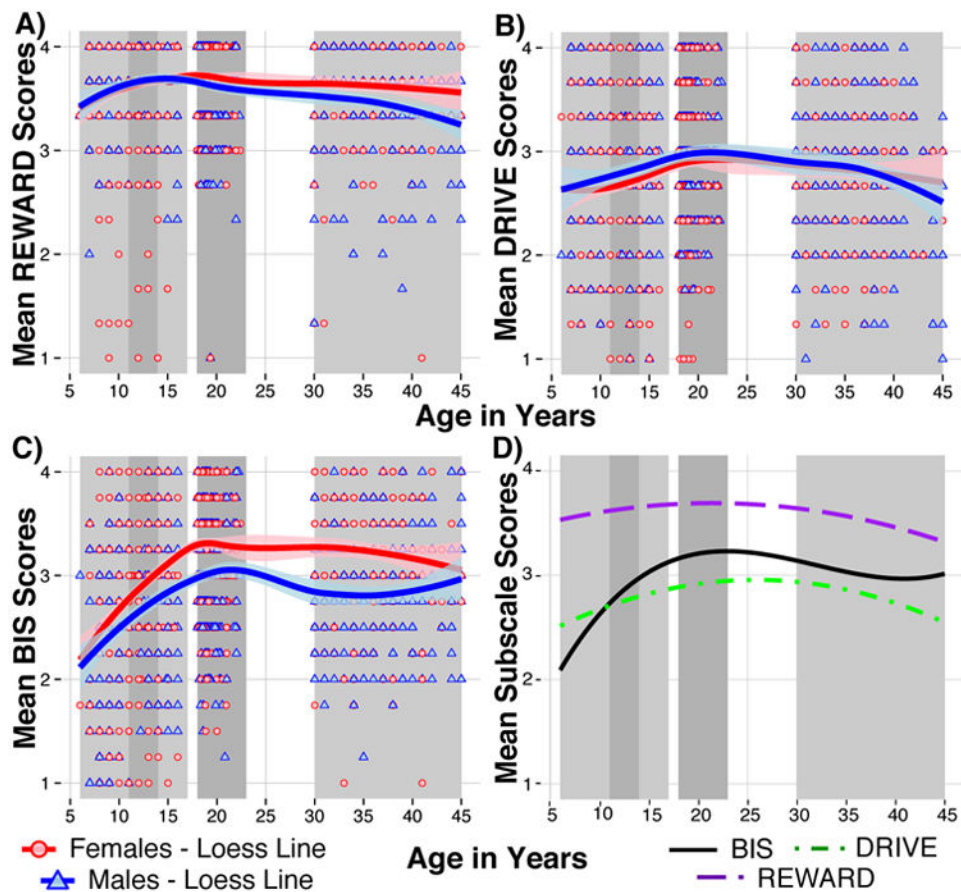 A)
Mean REWARD Scores
4
3
2
1
5 10 15 20 25 30 35 40 45
B)
Mean DRIVE Scores
4
3
2
1
5 10 15 20 25 30 35 40 45
Age in Years
C)
Mean BIS Scores
4
3
2
1
5 10 15 20 25 30 35 40 45
D)
Mean Subscale Scores
4
3
2
1
5 10 15 20 25 30 35 40 45
Females - Loess Line
Males - Loess Line
Age in Years
BIS
DRIVE
REWARD